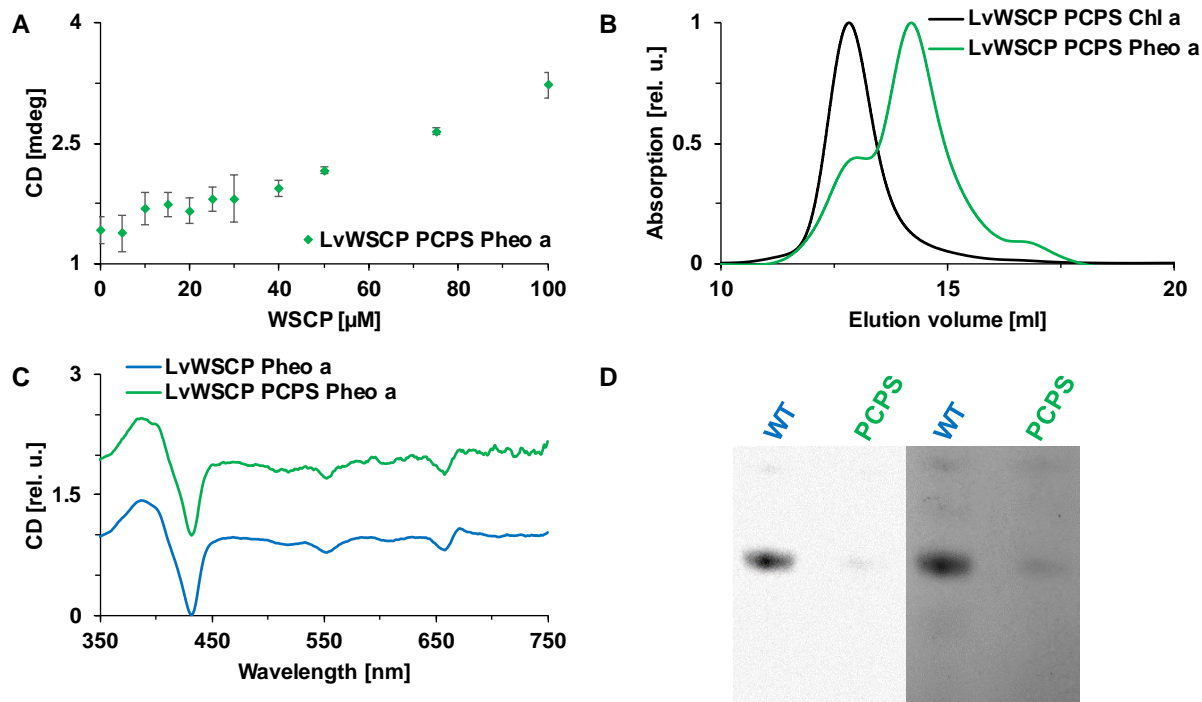 A
4
2.5
1
CD [mdeg]
0
20
40
60
80
100
WSCP [µM]
LvWSCP PCPS Pheo a
B
LvWSCP PCPS Chl a
LvWSCP PCPS Pheo a
1
0.5
0
Absorption [rel. u.]
10
15
20
Elution volume [ml]
C
LvWSCP Pheo a
LvWSCP PCPS Pheo a
3
1.5
0
CD [rel. u.]
350
450
550
650
750
Wavelength [nm]
D
WT
PCPS
WT
PCPS